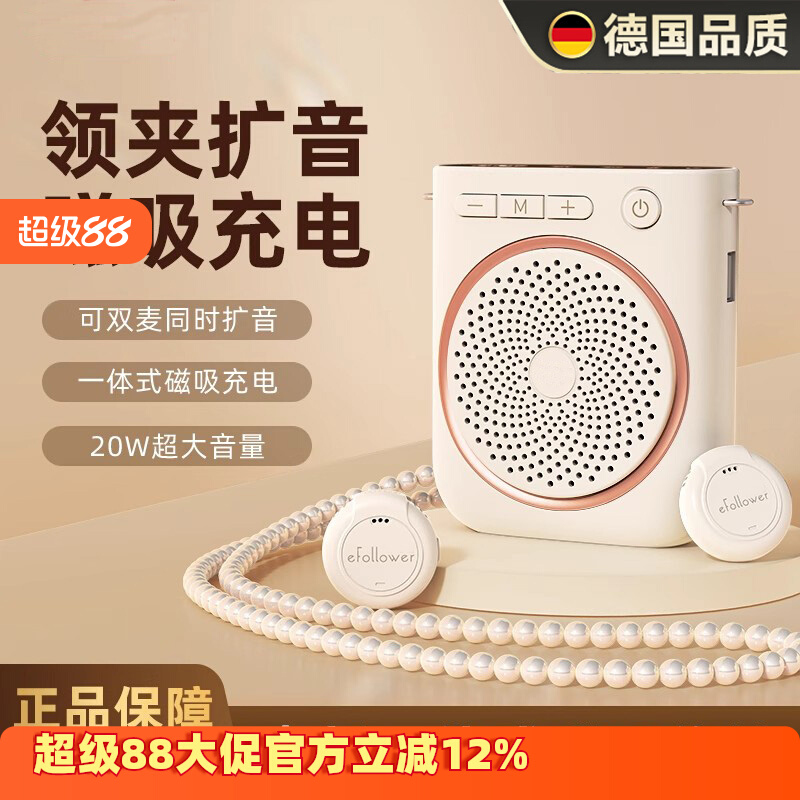 德国品质
领夹扩音
吸充电
超级88
可双麦同时扩音
一体式磁吸充电
20W超大音量
— M +
eFollower
eFollower
正品保障
超级88大促官方立减12%